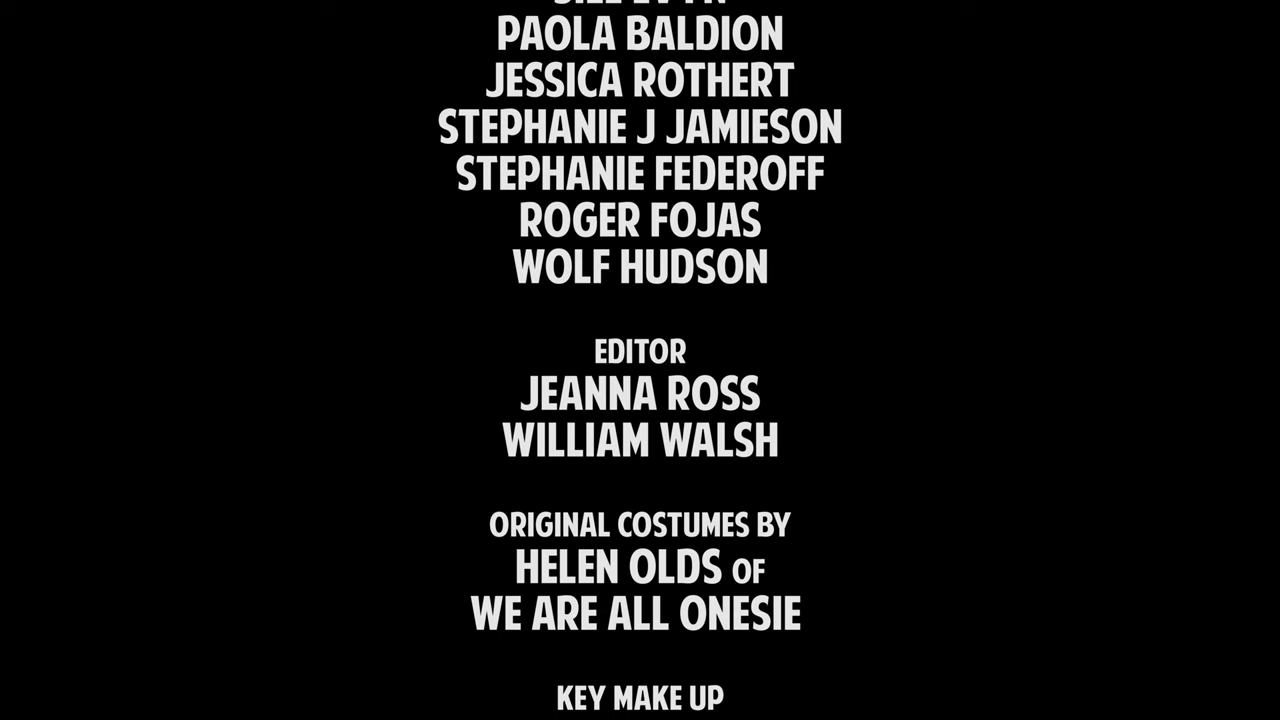 PAOLA BALDION
JESSICA ROTHERT
STEPHANIE J JAMIESON
STEPHANIE FEDEROFF
ROGER FOJAS
WOLF HUDSON
EDITOR
JEANNA ROSS
WILLIAM WALSH
ORIGINAL COSTUMES BY
HELEN OLDS OF
WE ARE ALL ONESIE
KEY MAKE UP